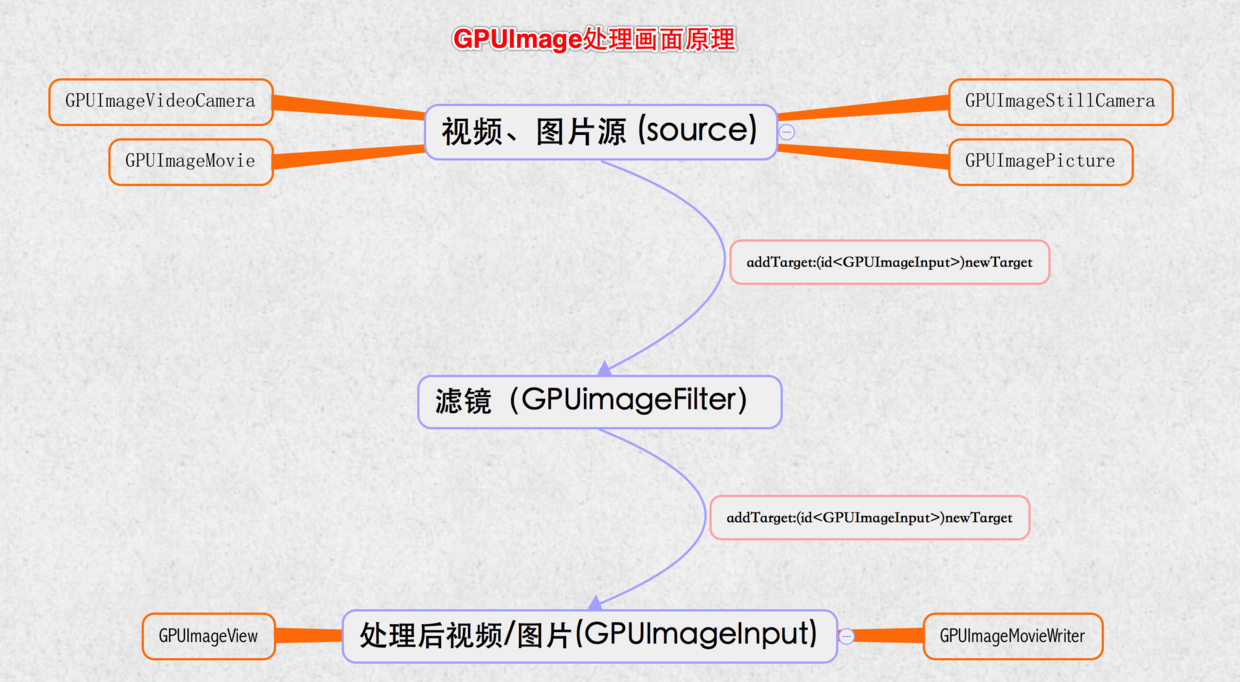 GPUImage处理画面原理
GPUImageVideoCamera
GPUImageStillCamera
视频、图片源 (source)
GPUImageMovie
GPUImagePicture
addTarget:(id<GPUImageInput>)newTarget
滤镜（GPUimageFilter）
addTarget:(id<GPUImageInput>)newTarget
GPUImageView
处理后视频/图片(GPUImageInput)
GPUImageMovieWriter